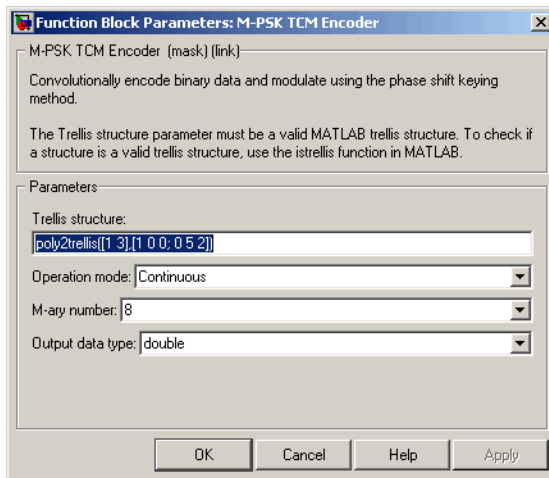 Function Block Parameters: M-PSK TCM Encoder
M-PSK TCM Encoder (mask) (link)
Convolutionally encode binary data and modulate using the phase shift keying
method.
The Trellis structure parameter must be a valid MATLAB trellis structure. To check if
a structure is a valid trellis structure, use the istrellis function in MATLAB.
Parameters
Trellis structure:
poly2trellis([1 3],[1 0 0; 0 5 2])
Operation mode: Continuous
M-ary number: 8
Output data type: double
OK Cancel Help Apply